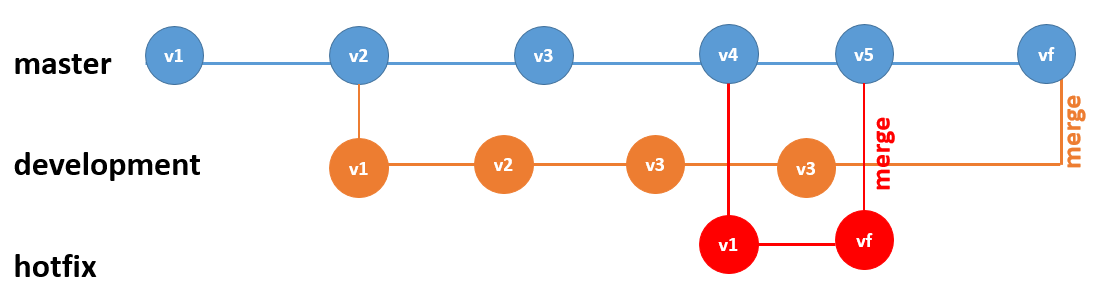 master v1 v2 v3 v4 v5 vf
development v1 v2 v3 v3
merge
merge
hotfix v1 vf